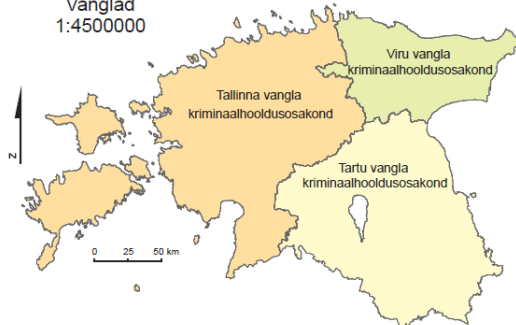 Vanglad
1:4500000
Viru vangla
kriminaalhooldusosakond
Tallinna vangla
kriminaalhooldusosakond
Tartu vangla
kriminaalhooldusosakond
N
0 25 50 km